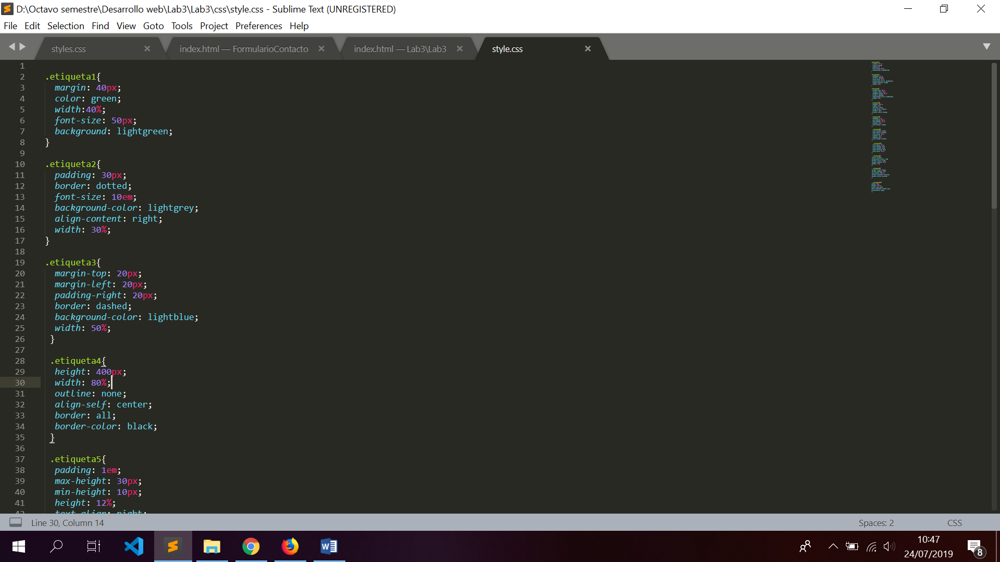 D:\Octavo semestre\Desarrollo web\Lab3\Lab3\css\style.css - Sublime Text (UNREGISTERED)
File Edit Selection Find View Goto Tools Project Preferences Help
styles.css × index.html — FormularioContacto × index.html — Lab3\Lab3 × style.css ×
1
2 .etiqueta1{
3 margin: 40px;
4 color: green;
5 width:40%;
6 font-size: 50px;
7 background: lightgreen;
8 }
9
10 .etiqueta2{
11 padding: 30px;
12 border: dotted;
13 font-size: 10em;
14 background-color: lightgrey;
15 align-content: right;
16 width: 30%;
17 }
18
19 .etiqueta3{
20 margin-top: 20px;
21 margin-left: 20px;
22 padding-right: 20px;
23 border: dashed;
24 background-color: lightblue;
25 width: 50%;
26 }
27
28 .etiqueta4{
29 height: 400px;
30 width: 80%;
31 outline: none;
32 align-self: center;
33 border: all;
34 border-color: black;
35 }
36
37 .etiqueta5{
38 padding: 1em;
39 max-height: 30px;
40 min-height: 10px;
41 height: 12%;
42 text-align: right;
Line 30, Column 14 Spaces: 2 CSS
10:47
24/07/2019
8